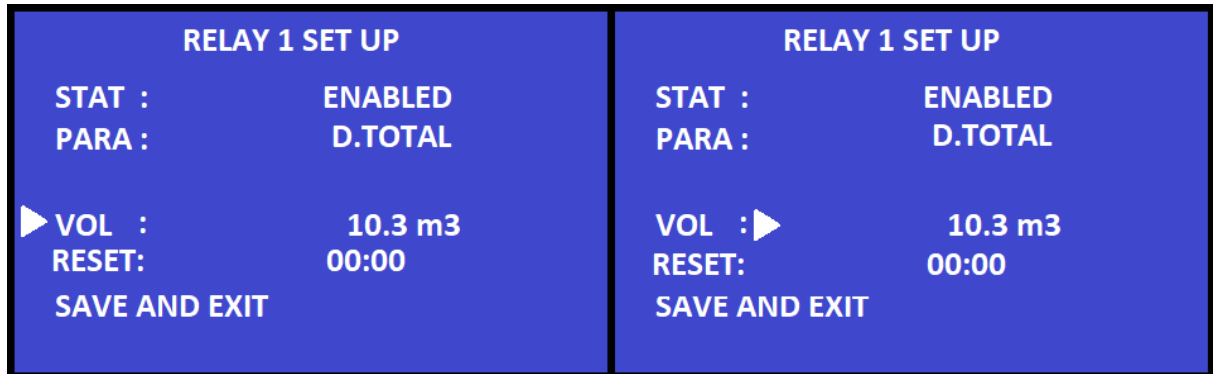 RELAY 1 SET UP
STAT : ENABLED
PARA : D.TOTAL
VOL : 10.3 m3
RESET: 00:00
SAVE AND EXIT
RELAY 1 SET UP
STAT : ENABLED
PARA : D.TOTAL
VOL : 10.3 m3
RESET: 00:00
SAVE AND EXIT